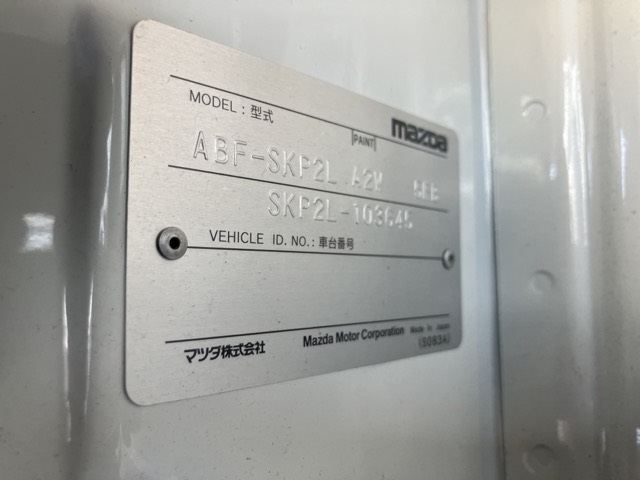 mazda
MODEL : 型式
PAINT
ABF-SKP2L A2W
SKP2L-103645
VEHICLE ID. NO. : 車台番号
マツダ株式会社 Mazda Motor Corporation Made in Japan
(S083A)